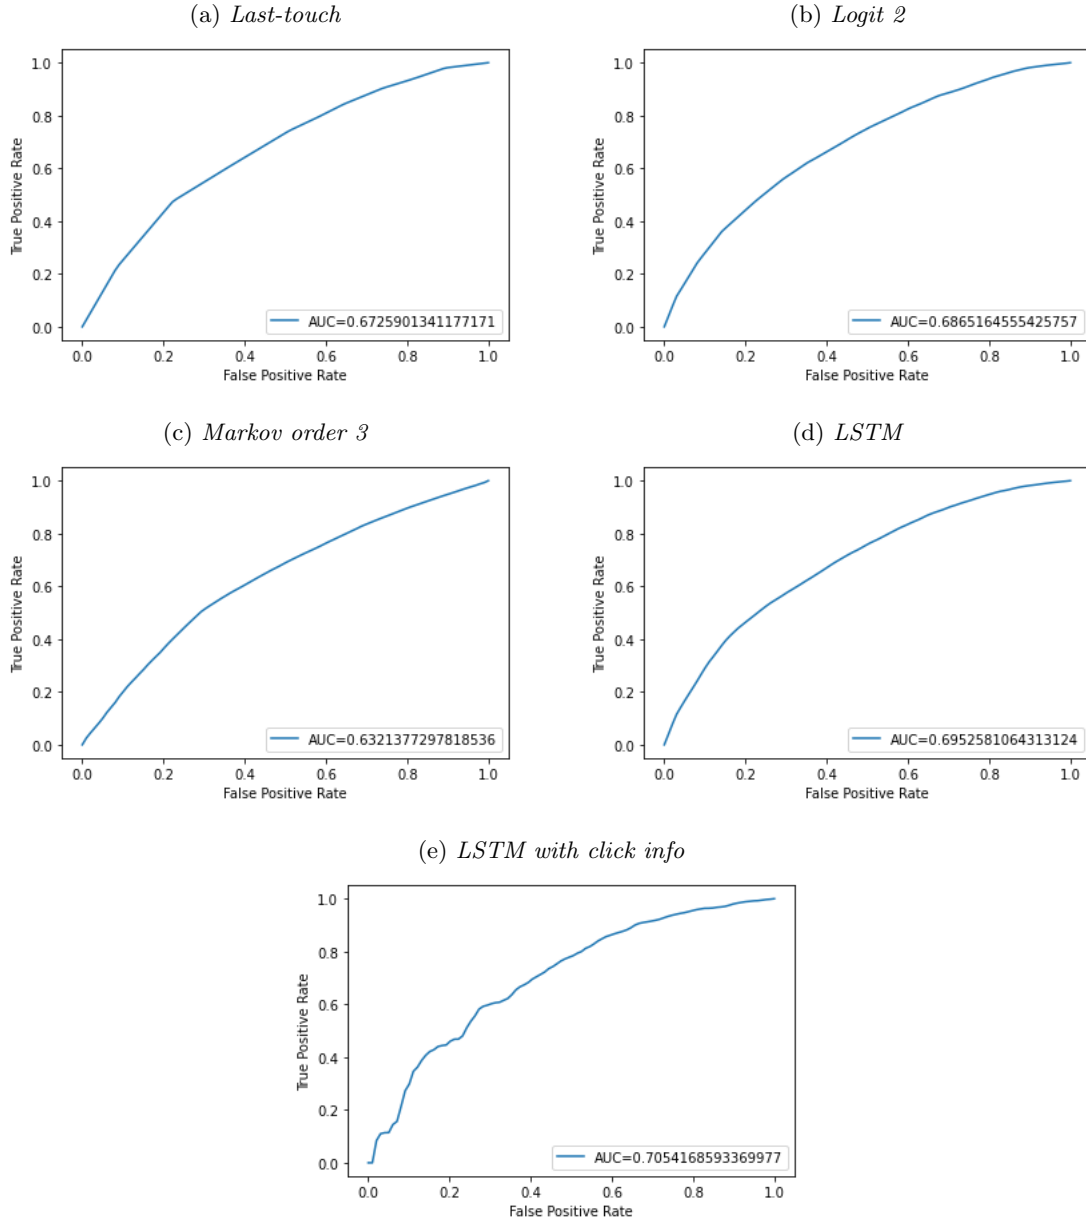 (a) Last-touch
1.0
0.8
0.6
0.4
0.2
0.0
True Positive Rate
AUC=0.6725901341177171
0.0 0.2 0.4 0.6 0.8 1.0
False Positive Rate
(b) Logit 2
1.0
0.8
0.6
0.4
0.2
0.0
True Positive Rate
AUC=0.6865164555425757
0.0 0.2 0.4 0.6 0.8 1.0
False Positive Rate
(c) Markov order 3
1.0
0.8
0.6
0.4
0.2
0.0
True Positive Rate
AUC=0.6321377297818536
0.0 0.2 0.4 0.6 0.8 1.0
False Positive Rate
(d) LSTM
1.0
0.8
0.6
0.4
0.2
0.0
True Positive Rate
AUC=0.6952581064313124
0.0 0.2 0.4 0.6 0.8 1.0
False Positive Rate
(e) LSTM with click info
1.0
0.8
0.6
0.4
0.2
0.0
True Positive Rate
AUC=0.7054168593369977
0.0 0.2 0.4 0.6 0.8 1.0
False Positive Rate